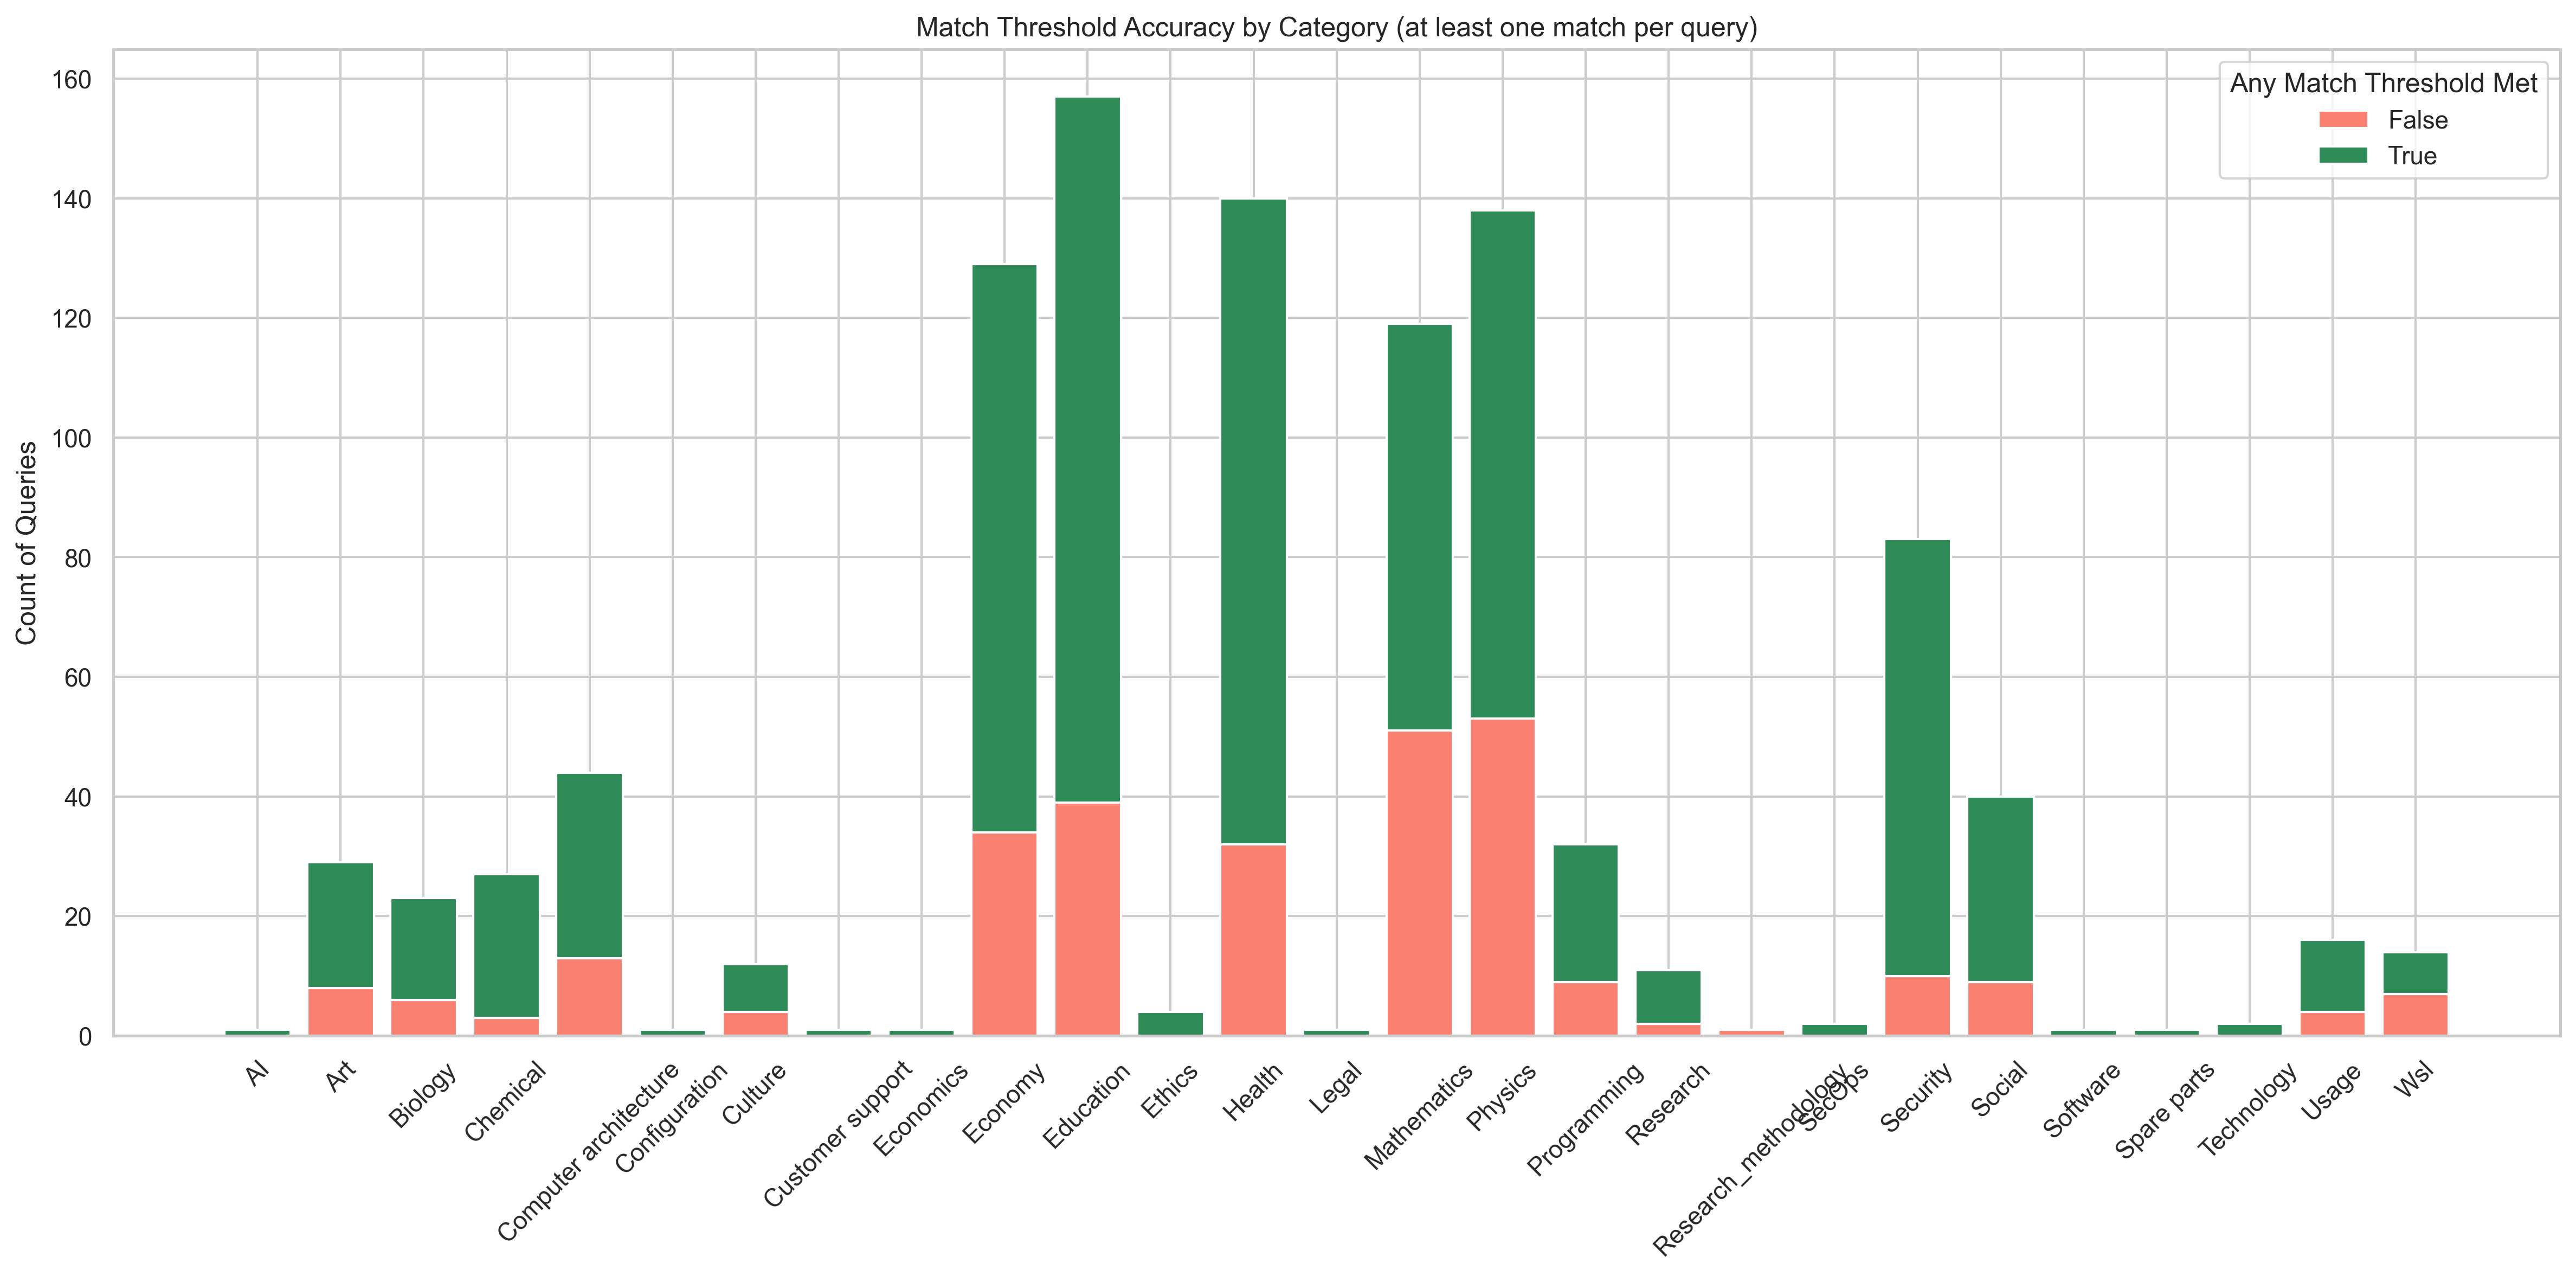 Match Threshold Accuracy by Category (at least one match per query)
Any Match Threshold Met
False
True
Count of Queries
160
140
120
100
80
60
40
20
0
AI
Art
Biology
Chemical
Computer architecture
Configuration
Culture
Customer support
Economics
Economy
Education
Ethics
Health
Legal
Mathematics
Physics
Programming
Research
Research_methodology
SecOps
Security
Social
Software
Spare parts
Technology
Usage
Wsl